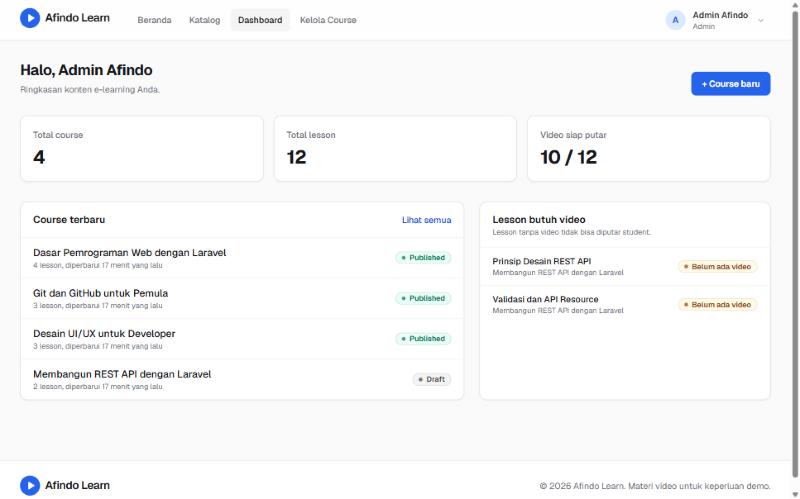 Afindo Learn
Beranda
Katalog
Dashboard
Kelola Course
A
Admin Afindo
Admin
Halo, Admin Afindo
Ringkasan konten e-learning Anda.
+ Course baru
Total course
4
Total lesson
12
Video siap putar
10 / 12
Course terbaru
Lihat semua
Dasar Pemrograman Web dengan Laravel
4 lesson, diperbarui 17 menit yang lalu
Published
Git dan GitHub untuk Pemula
3 lesson, diperbarui 17 menit yang lalu
Published
Desain UI/UX untuk Developer
3 lesson, diperbarui 17 menit yang lalu
Published
Membangun REST API dengan Laravel
2 lesson, diperbarui 17 menit yang lalu
Draft
Lesson butuh video
Lesson tanpa video tidak bisa diputar student.
Prinsip Desain REST API
Membangun REST API dengan Laravel
Belum ada video
Validasi dan API Resource
Membangun REST API dengan Laravel
Belum ada video
Afindo Learn
© 2026 Afindo Learn. Materi video untuk keperluan demo.